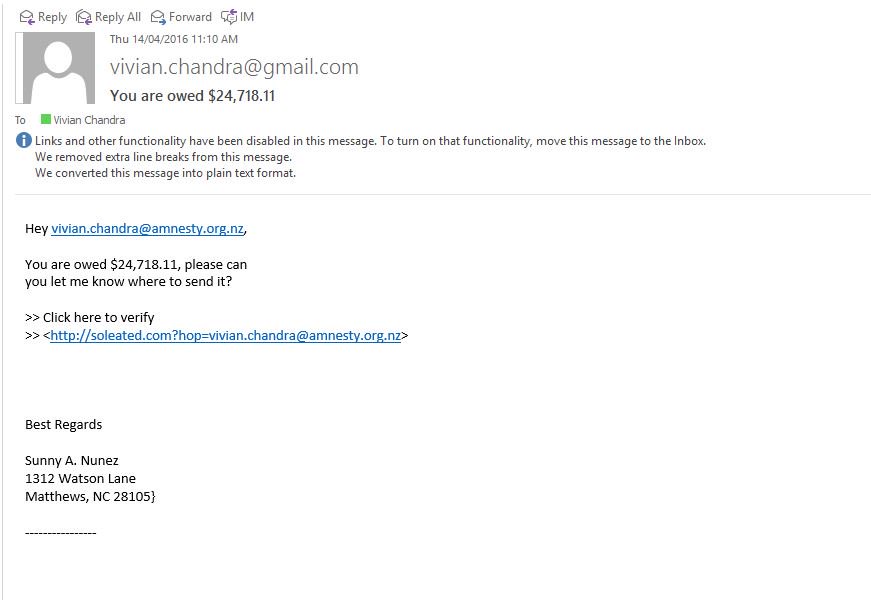 Reply Reply All Forward IM
Thu 14/04/2016 11:10 AM
vivian.chandra@gmail.com
You are owed $24,718.11
To Vivian Chandra
Links and other functionality have been disabled in this message. To turn on that functionality, move this message to the Inbox.
We removed extra line breaks from this message.
We converted this message into plain text format.
Hey vivian.chandra@amnesty.org.nz,
You are owed $24,718.11, please can
you let me know where to send it?
>> Click here to verify
>> <http://soleated.com?hop=vivian.chandra@amnesty.org.nz>
Best Regards
Sunny A. Nunez
1312 Watson Lane
Matthews, NC 28105}
----------------